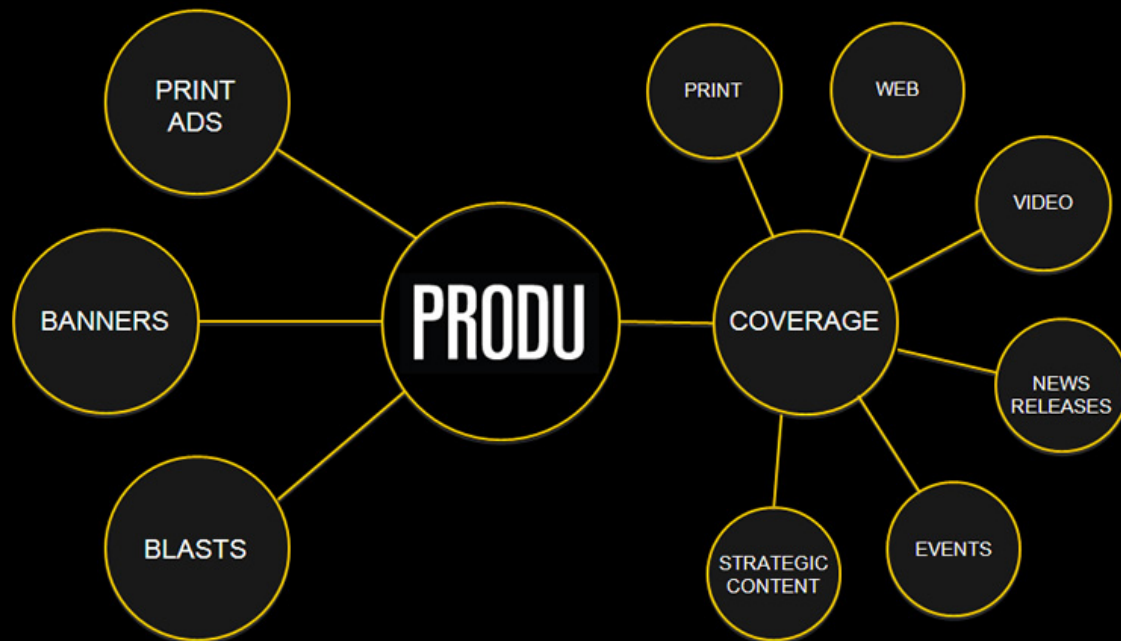 PRINT
ADS
BANNERS
BLASTS
PRODU
COVERAGE
PRINT
WEB
VIDEO
NEWS
RELEASES
EVENTS
STRATEGIC
CONTENT